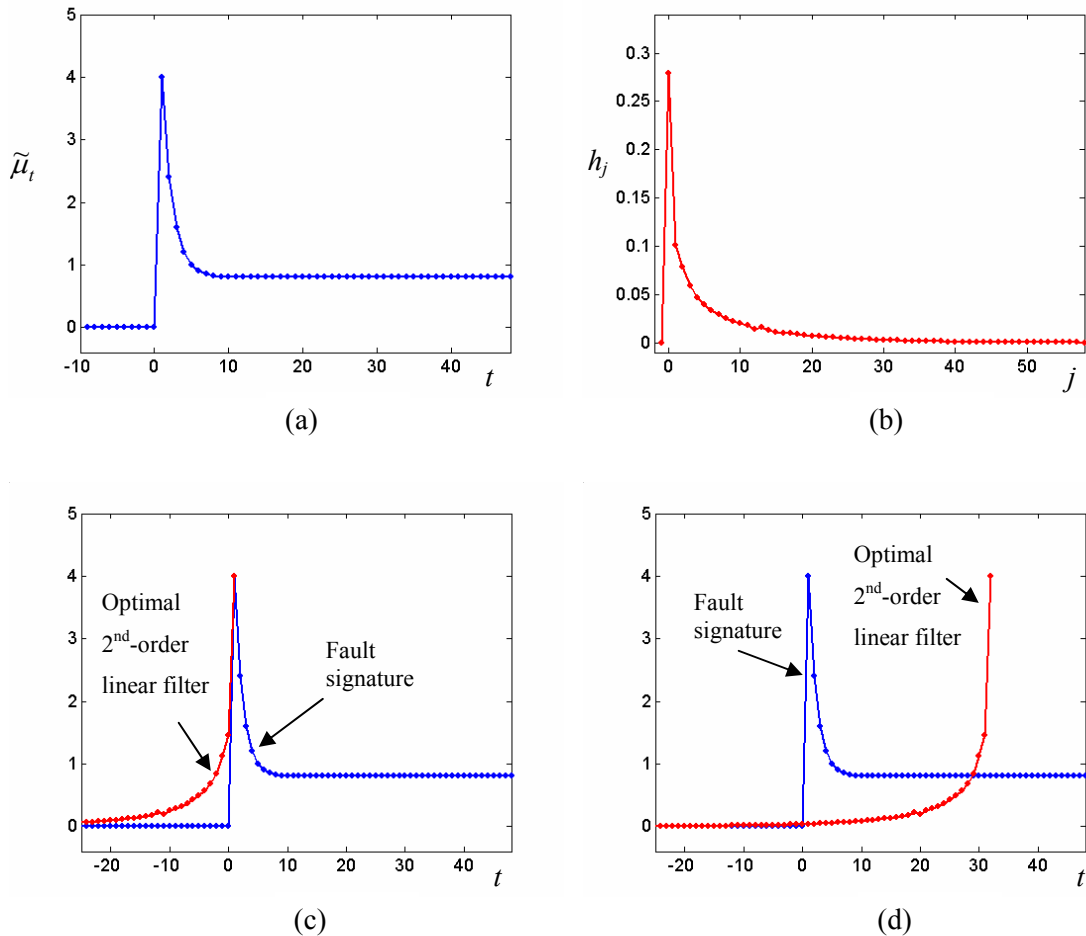 5
4
3
2
1
0
μ̃t
-10
0
10
20
30
40
t
(a)
0.3
0.25
0.2
0.15
0.1
0.05
0
hj
0
10
20
30
40
50
j
(b)
5
4
3
2
1
0
Optimal
2nd-order
linear filter
Fault
signature
-20
-10
0
10
20
30
40
t
(c)
5
4
3
2
1
0
Fault
signature
Optimal
2nd-order
linear filter
-20
-10
0
10
20
30
40
t
(d)